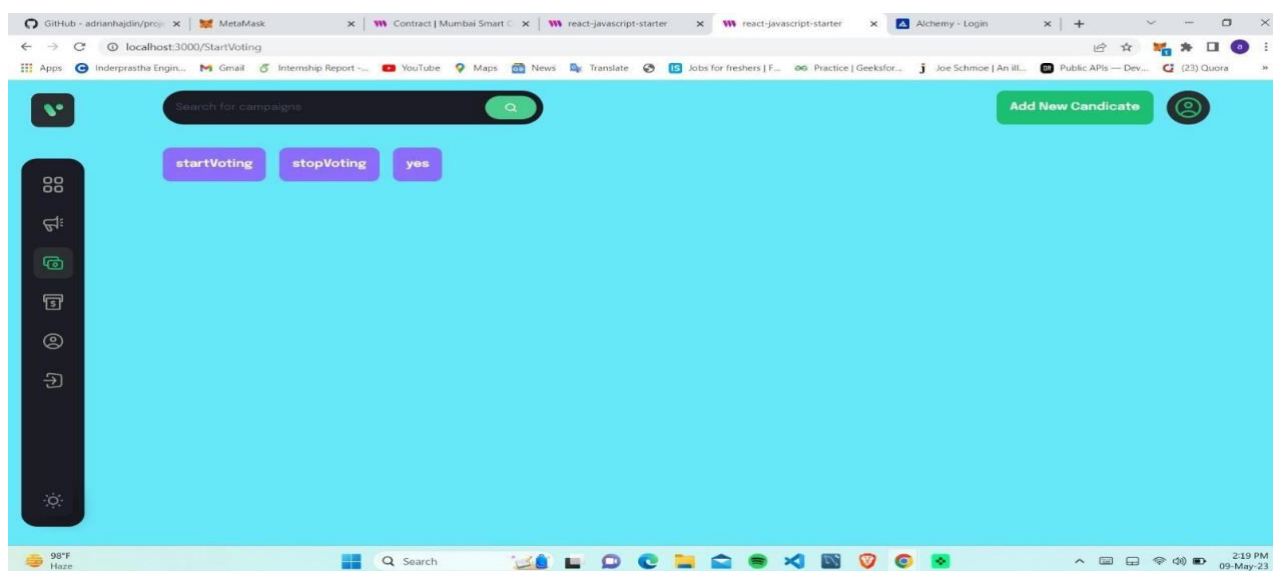 GitHub - adrianhajdin/proj MetaMask Contract | Mumbai Smart C react-javascript-starter react-javascript-starter Alchemy - Login
localhost:3000/StartVoting
Apps Inderprastha Engin... Gmail Internship Report -... YouTube Maps News Translate Jobs for freshers | F... Practice | Geeksfor... Joe Schmoe | An ill... Public APIs — Dev... (23) Quora
Search for campaigns Add New Candicate
startVoting stopVoting yes
98°F
Haze
Search
2:19 PM
09-May-23